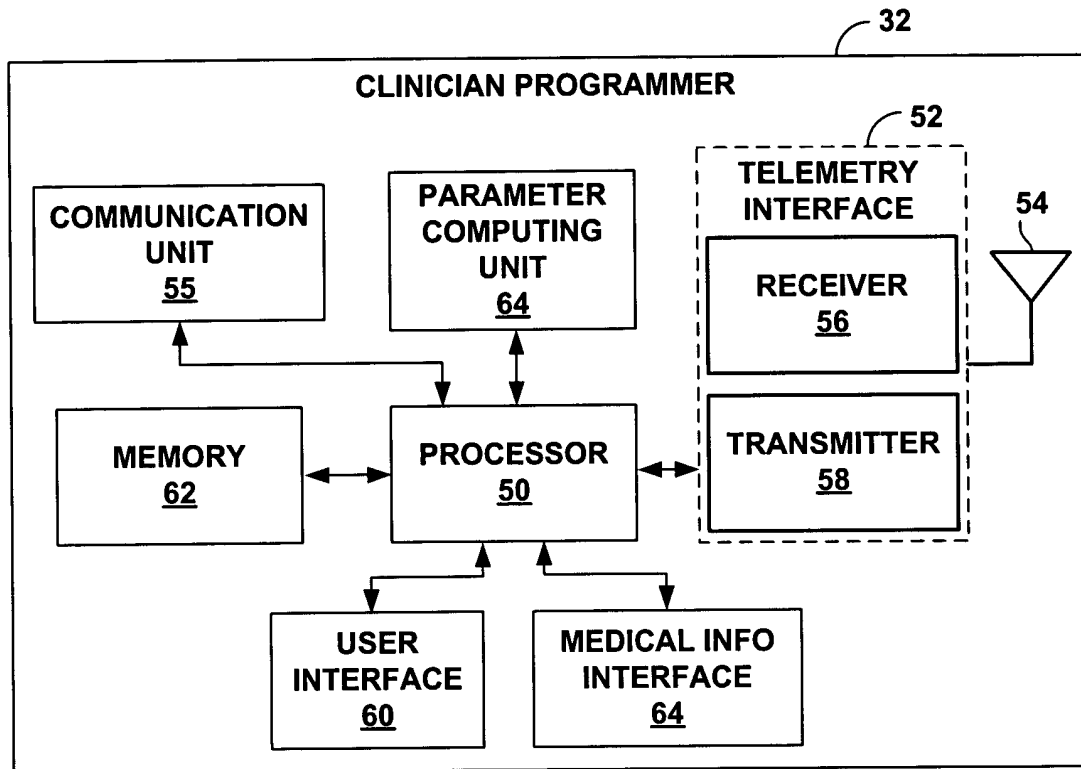 32
CLINICIAN PROGRAMMER
52
COMMUNICATION
UNIT
55
PARAMETER
COMPUTING
UNIT
64
TELEMETRY
INTERFACE
54
RECEIVER
56
MEMORY
62
PROCESSOR
50
TRANSMITTER
58
USER
INTERFACE
60
MEDICAL INFO
INTERFACE
64